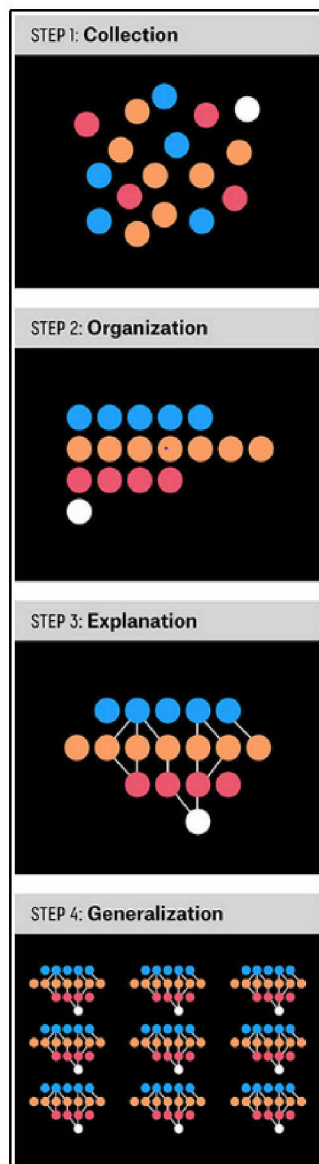 STEP 1: Collection
STEP 2: Organization
STEP 3: Explanation
STEP 4: Generalization